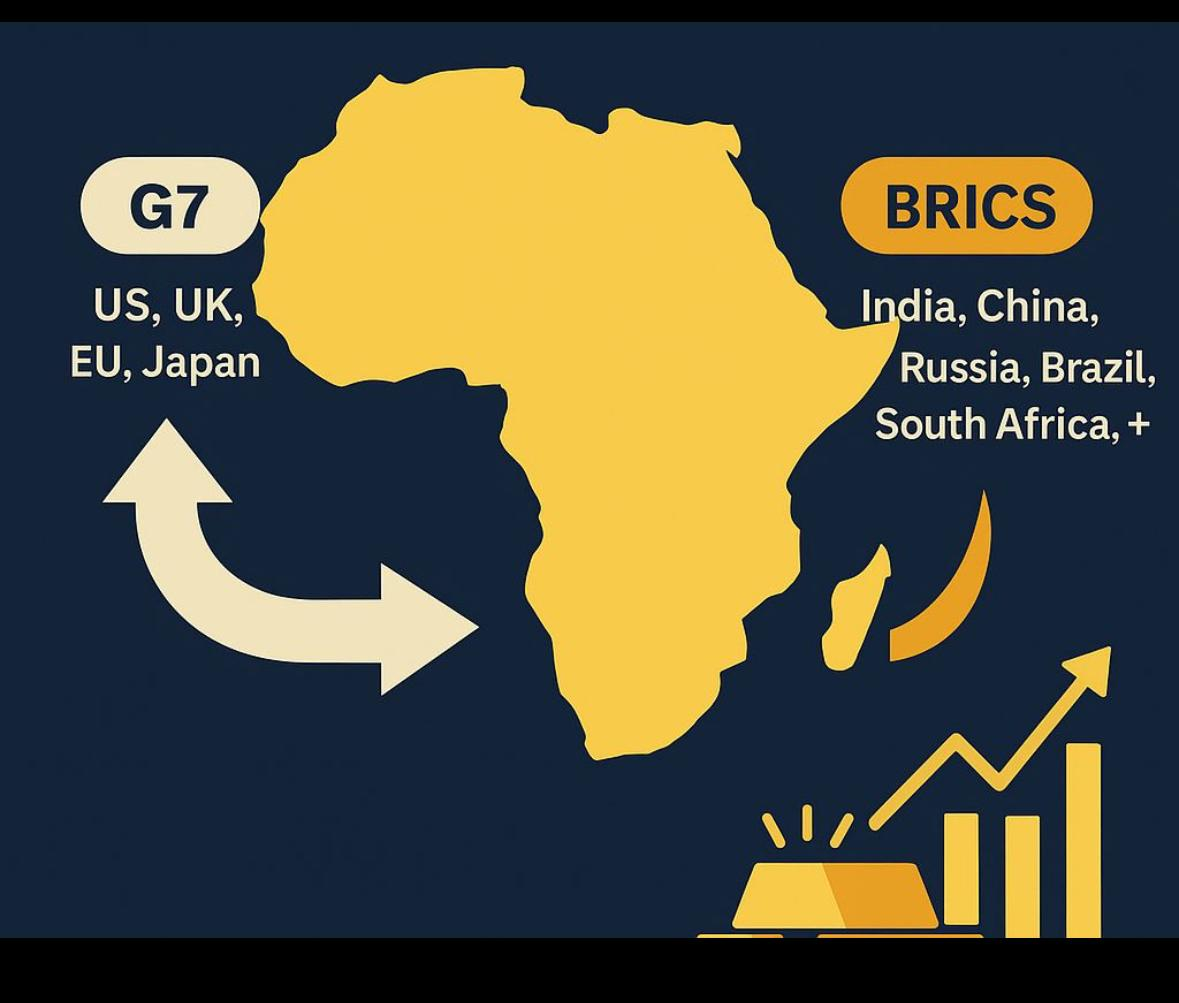 G7
US, UK,
EU, Japan
BRICS
India, China,
Russia, Brazil,
South Africa, +